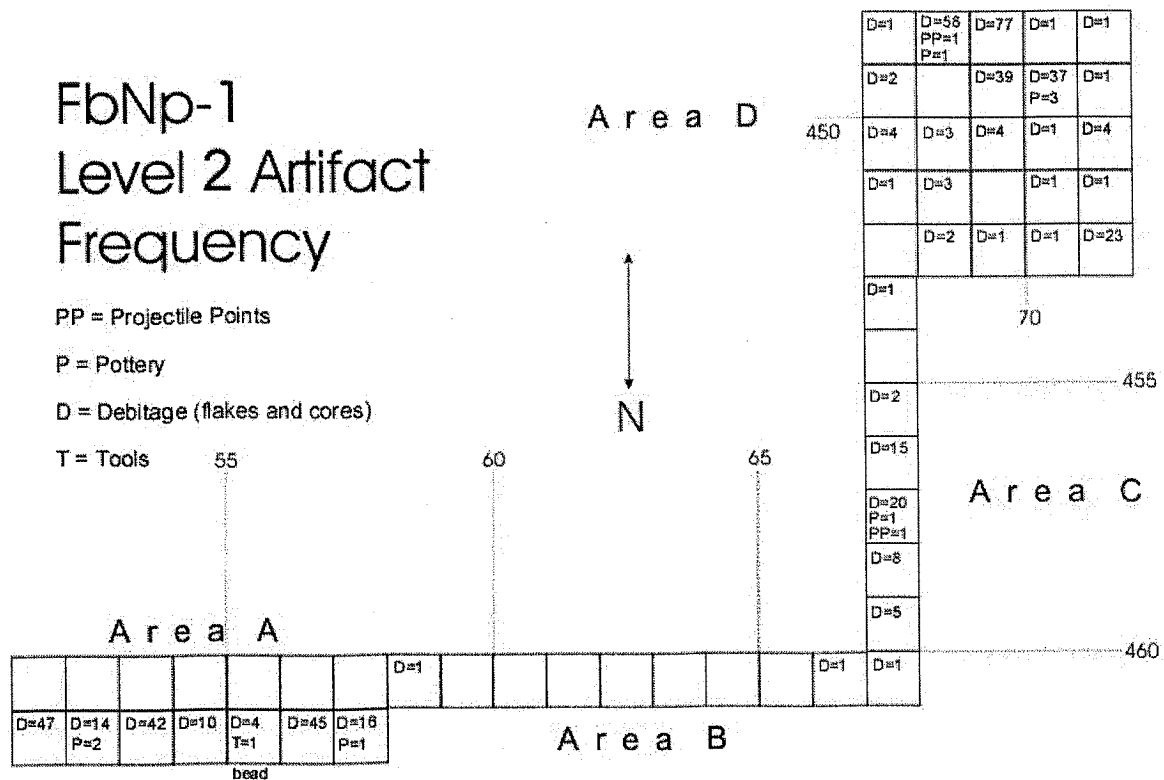 FbNp-1
Level 2 Artifact
Frequency
PP = Projectile Points
P = Pottery
D = Debitage (flakes and cores)
T = Tools
Area D
N
D=1 D=58 D=77 D=1 D=1
PP=1
P=1
D=2 D=39 D=37 D=1
P=3
450
D=4 D=3 D=4 D=1 D=4
D=1 D=3 D=1 D=1
D=2 D=1 D=1 D=23
D=1
70
455
D=2
D=15
Area C
D=20
P=1
PP=1
D=8
D=5
55 60 65
Area A
D=1 D=1 D=1
460
D=47 D=14 D=42 D=10 D=4 D=45 D=16
P=2 T=1 P=1
bead
Area B